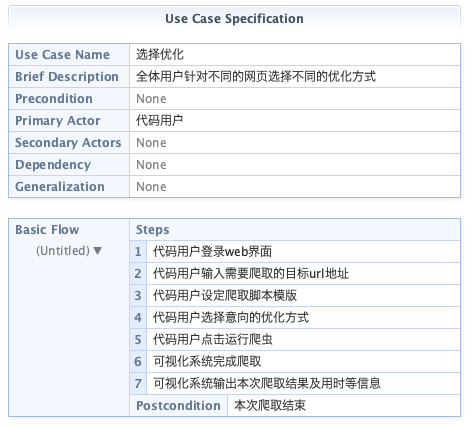 Use Case Specification
Use Case Name 选择优化
Brief Description 全体用户针对不同的网页选择不同的优化方式
Precondition None
Primary Actor 代码用户
Secondary Actors None
Dependency None
Generalization None
Basic Flow Steps
(Untitled) ▼
1 代码用户登录web界面
2 代码用户输入需要爬取的目标url地址
3 代码用户设定爬取脚本模版
4 代码用户选择意向的优化方式
5 代码用户点击运行爬虫
6 可视化系统完成爬取
7 可视化系统输出本次爬取结果及用时等信息
Postcondition 本次爬取结束